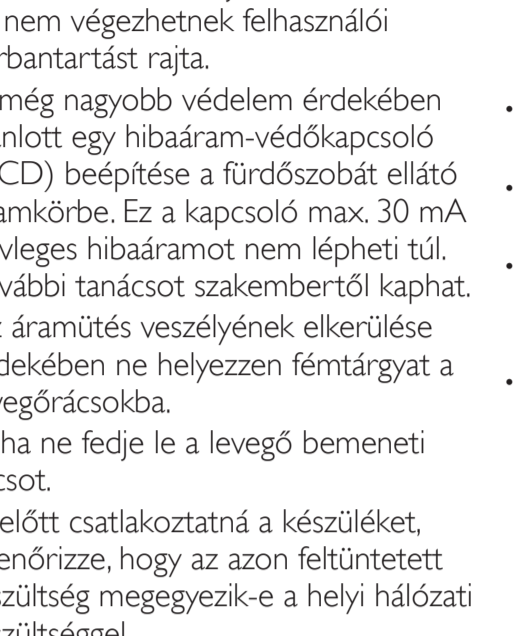 nem végezhetnek felhasználói
rbantartást rajta.
még nagyobb védelem érdekében
nlott egy hibaáram-védőkapcsoló
CD) beépítése a fürdőszobát ellátó
amkörbe. Ez a kapcsoló max. 30 mA
vleges hibaáramot nem lépheti túl.
vábbi tanácsot szakembertől kaphat.
z áramütés veszélyének elkerülése
dekében ne helyezzen fémtárgyat a
vegőrácsokba.
ha ne fedje le a levegő bemeneti
csot.
előtt csatlakoztatná a készüléket,
enőrizze, hogy az azon feltüntetett
szültség megegyezik-e a helyi hálózati
szültséggel